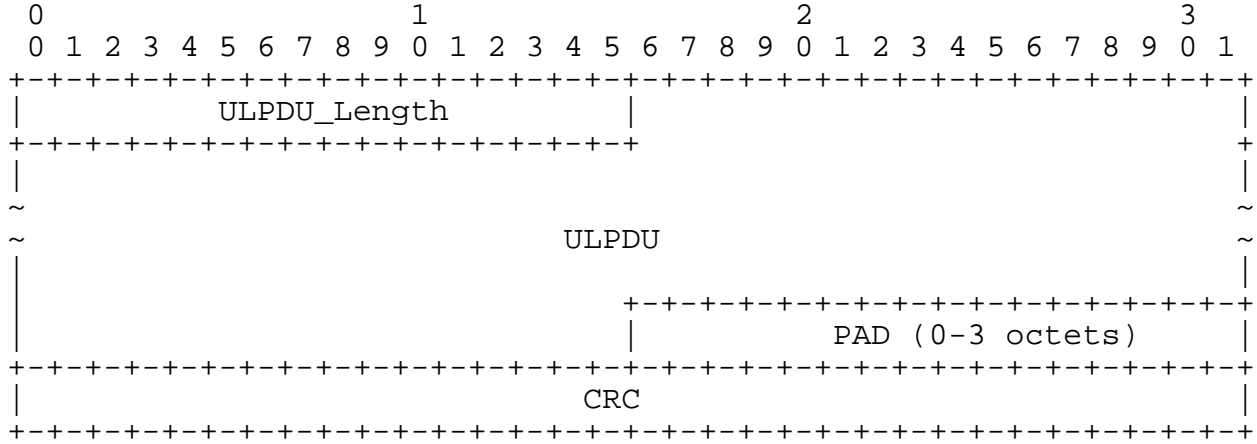 0                   1                   2                   3
 0 1 2 3 4 5 6 7 8 9 0 1 2 3 4 5 6 7 8 9 0 1 2 3 4 5 6 7 8 9 0 1
+-+-+-+-+-+-+-+-+-+-+-+-+-+-+-+-+-+-+-+-+-+-+-+-+-+-+-+-+-+-+-+-+
|          ULPDU_Length         |                               |
+-+-+-+-+-+-+-+-+-+-+-+-+-+-+-+-+                               +
|                                                               |
~                                                               ~
~                            ULPDU                              ~
|                                                               |
|                               +-+-+-+-+-+-+-+-+-+-+-+-+-+-+-+-+
|                               |          PAD (0-3 octets)     |
+-+-+-+-+-+-+-+-+-+-+-+-+-+-+-+-+-+-+-+-+-+-+-+-+-+-+-+-+-+-+-+-+
|                             CRC                               |
+-+-+-+-+-+-+-+-+-+-+-+-+-+-+-+-+-+-+-+-+-+-+-+-+-+-+-+-+-+-+-+-+